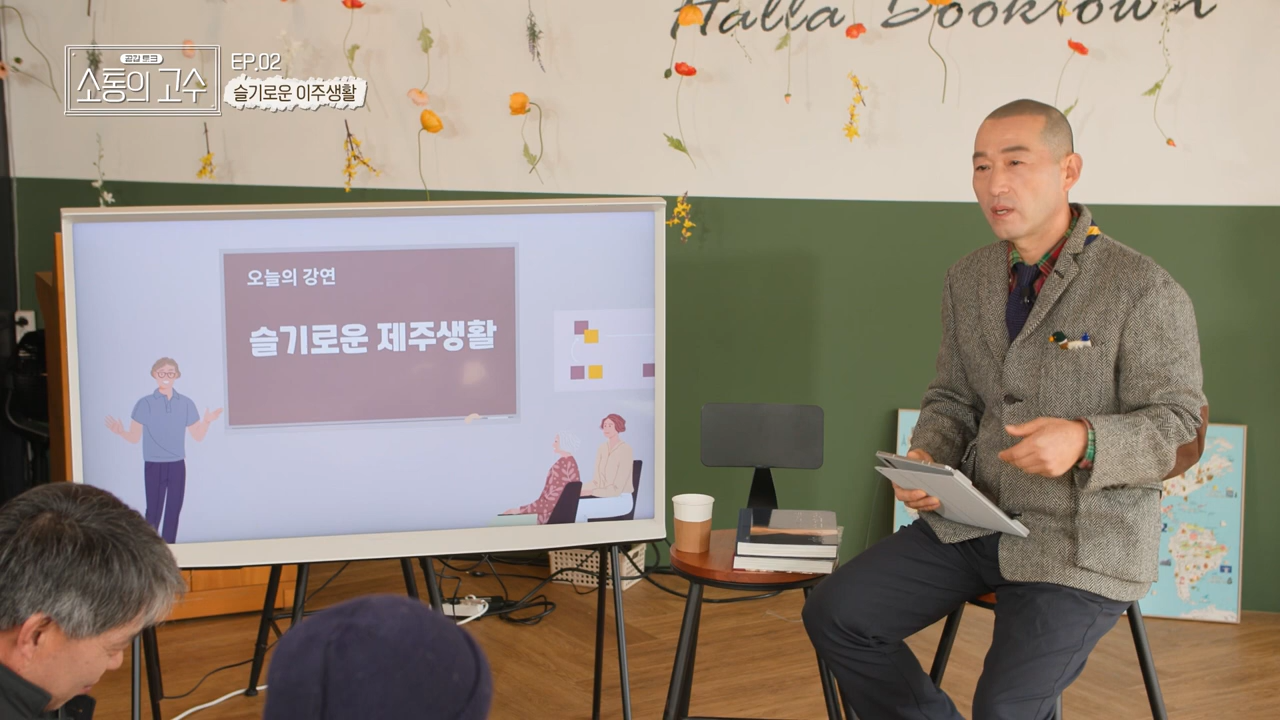 Halla Booktown
공감 토크
소통의 고수
EP.02
슬기로운 이주생활
오늘의 강연
슬기로운 제주생활